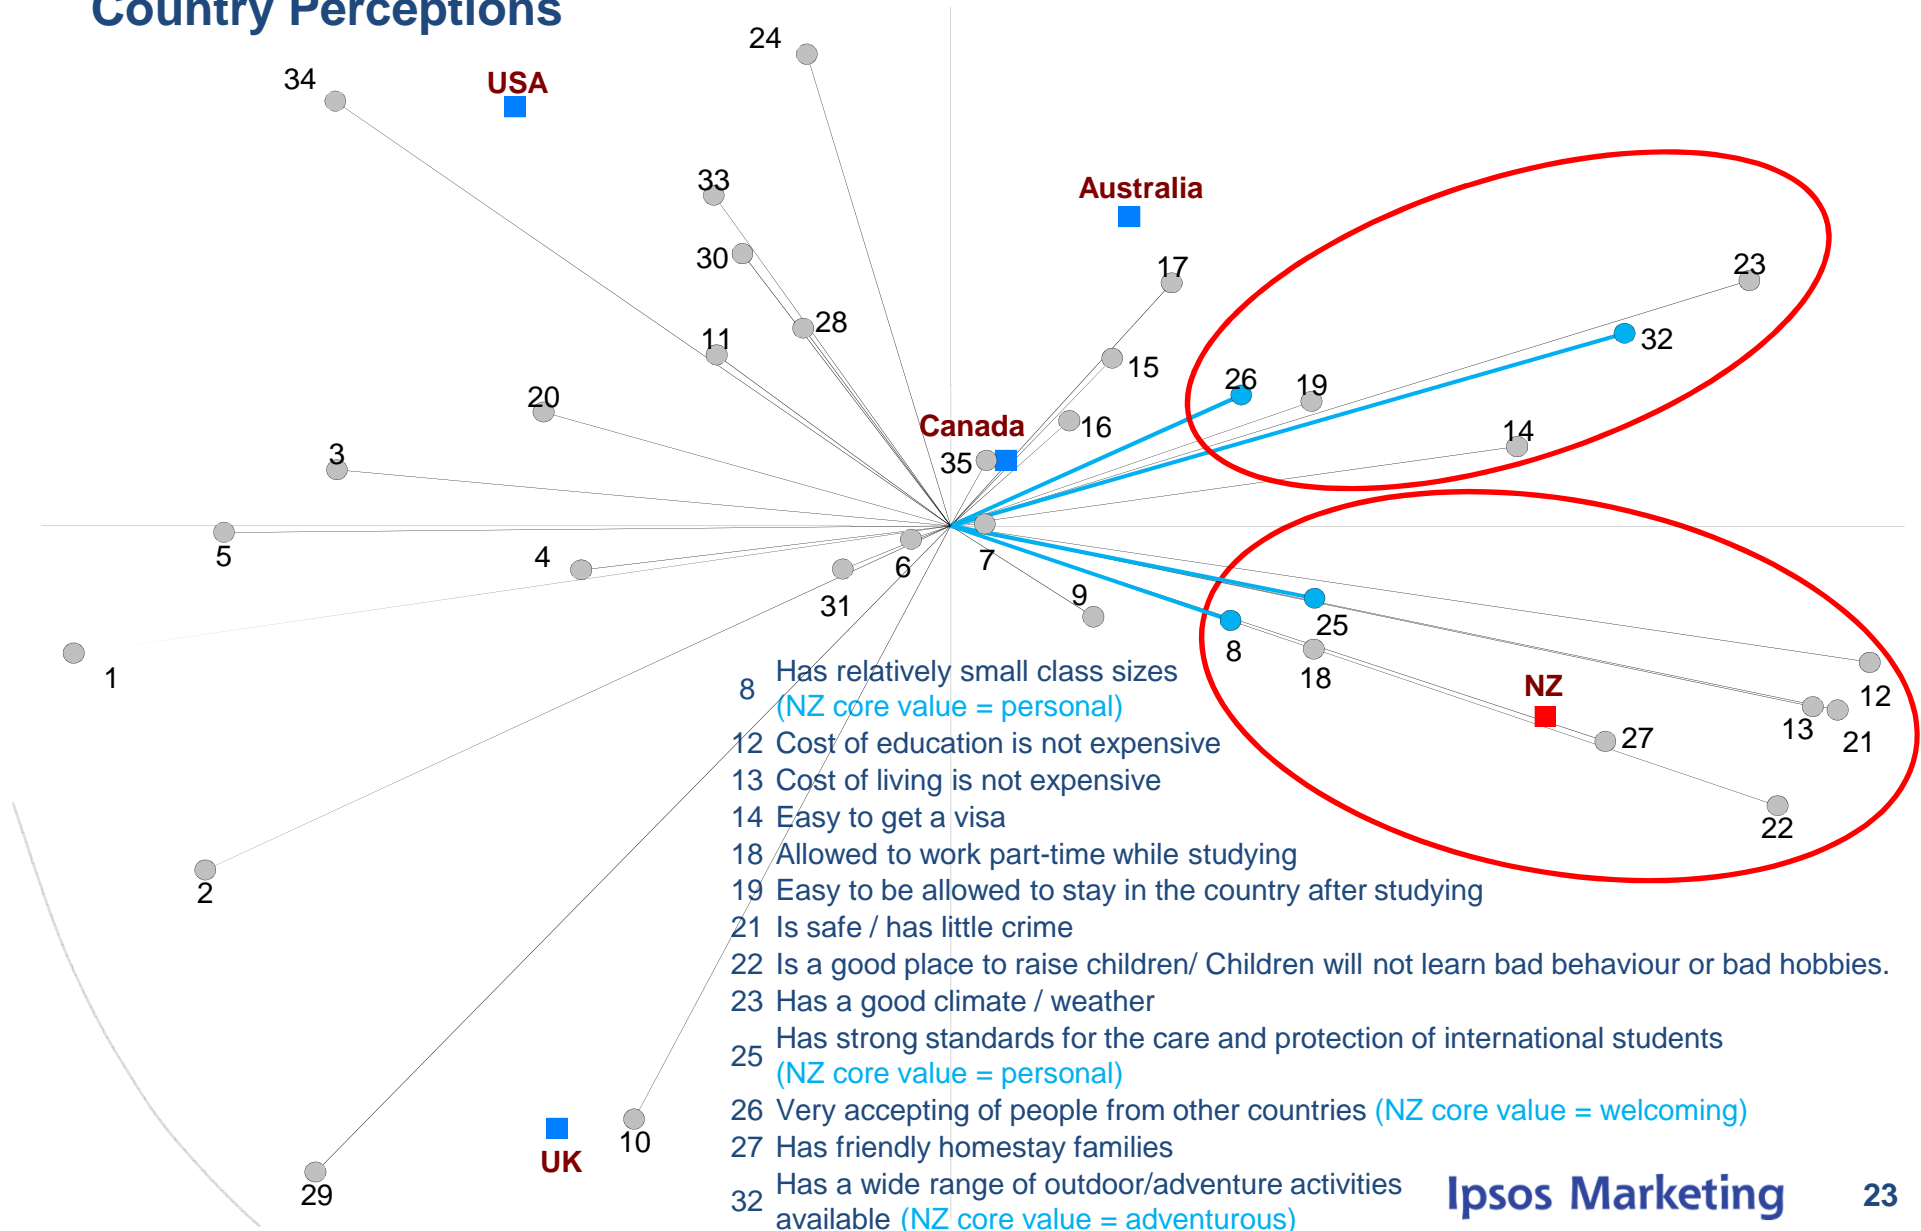 Country Perceptions
24
34
USA
33
Australia
30
17
23
28
11
32
15
26
19
20
Canada
16
14
3
35
5
4
6
7
9
31
25
8
1
18
NZ
12
13
27
21
22
2
10
UK
29
8 Has relatively small class sizes
(NZ core value = personal)
12 Cost of education is not expensive
13 Cost of living is not expensive
14 Easy to get a visa
18 Allowed to work part-time while studying
19 Easy to be allowed to stay in the country after studying
21 Is safe / has little crime
22 Is a good place to raise children/ Children will not learn bad behaviour or bad hobbies.
23 Has a good climate / weather
25 Has strong standards for the care and protection of international students
(NZ core value = personal)
26 Very accepting of people from other countries (NZ core value = welcoming)
27 Has friendly homestay families
32 Has a wide range of outdoor/adventure activities
available (NZ core value = adventurous)
Ipsos Marketing
23